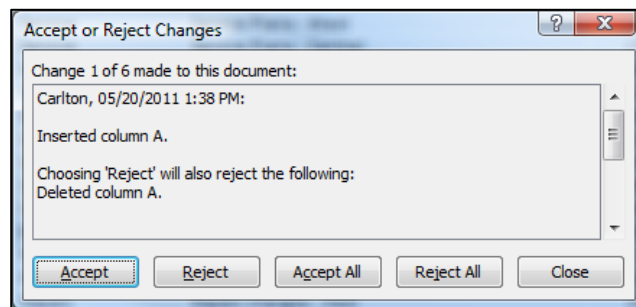 Accept or Reject Changes
Change 1 of 6 made to this document:
Carlton, 05/20/2011 1:38 PM:
Inserted column A.
Choosing 'Reject' will also reject the following:
Deleted column A.
Accept
Reject
Accept All
Reject All
Close